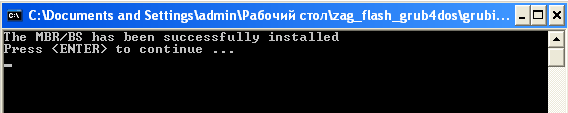 C:\Documents and Settings\admin\Рабочий стол\zag_flash_grub4dos\grubi...
The MBR/BS has been successfully installed
Press <ENTER> to continue ...